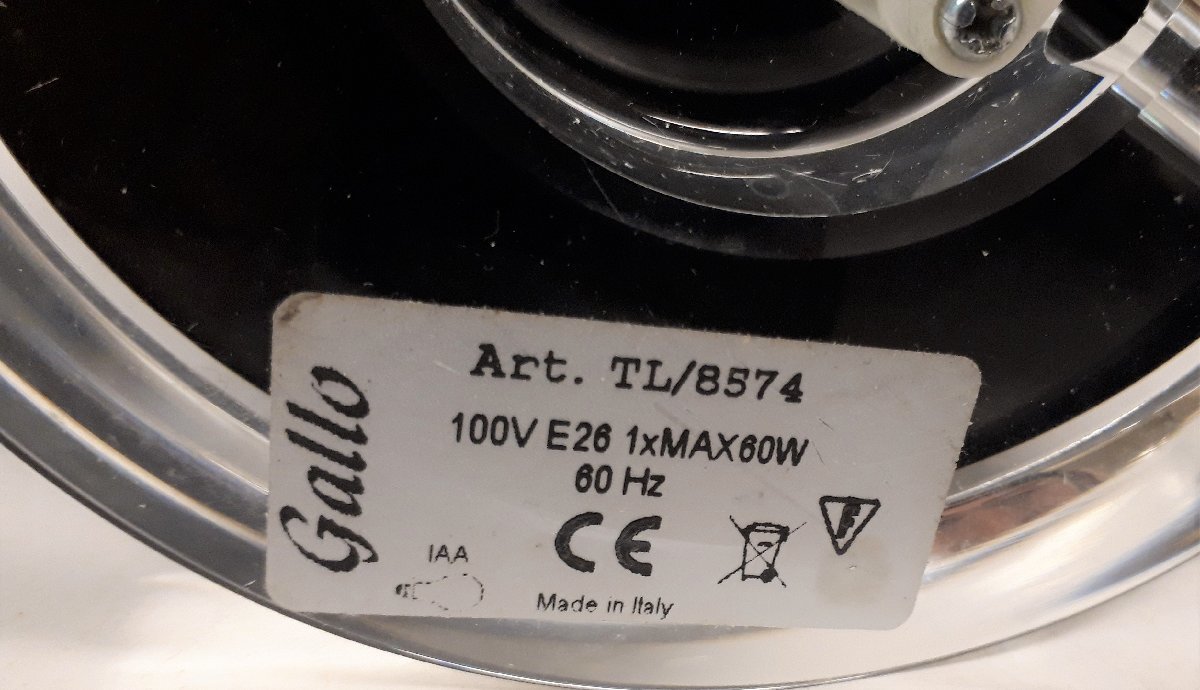 Gallo
Art. TL/8574
100V E26 1xMAX60W
60 Hz
CE
IAA
F
Made in Italy